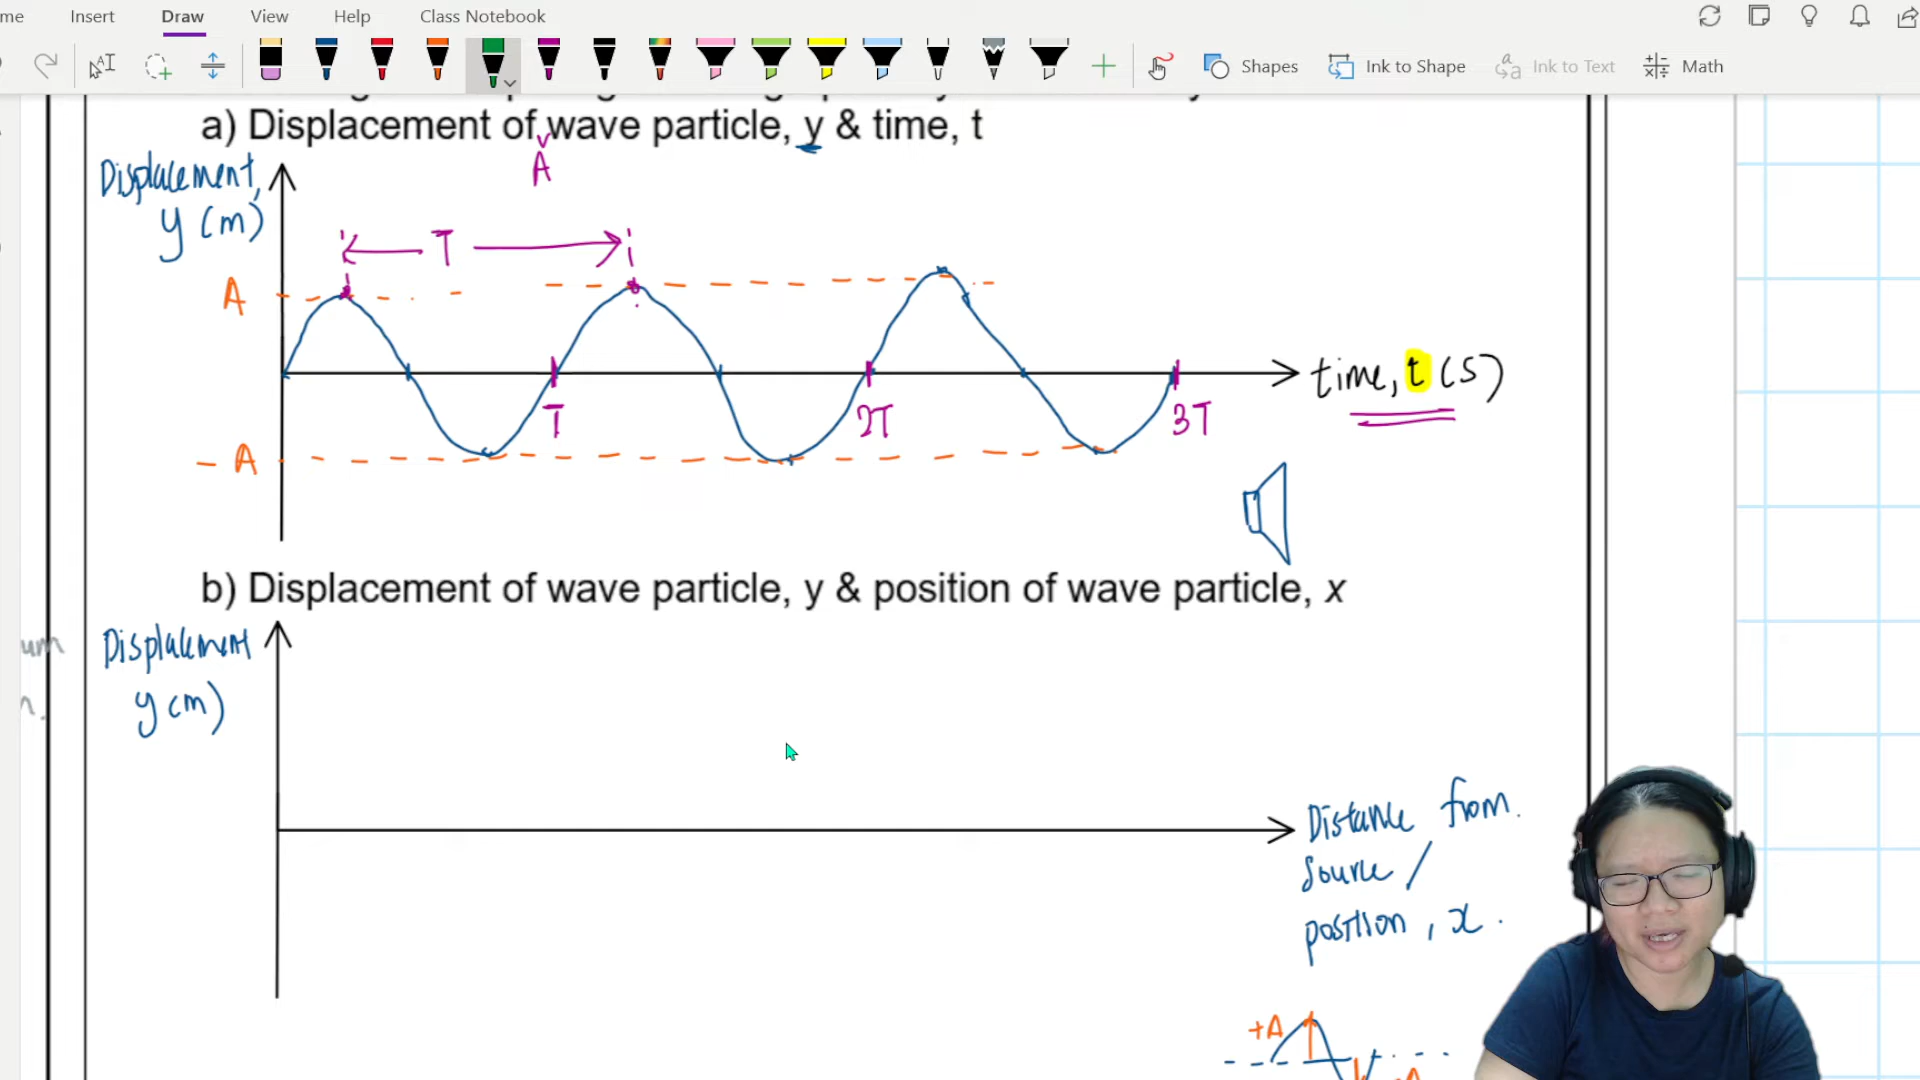 Insert Draw View Help Class Notebook
Shapes Ink to Shape Ink to Text Math
a) Displacement of wave particle, y & time, t
A
Displacement,
y (m)
T
A
time, t (s)
T 2T 3T
- A
b) Displacement of wave particle, y & position of wave particle, x
Displacement
y (m)
Distance from
source /
position, x.
+A